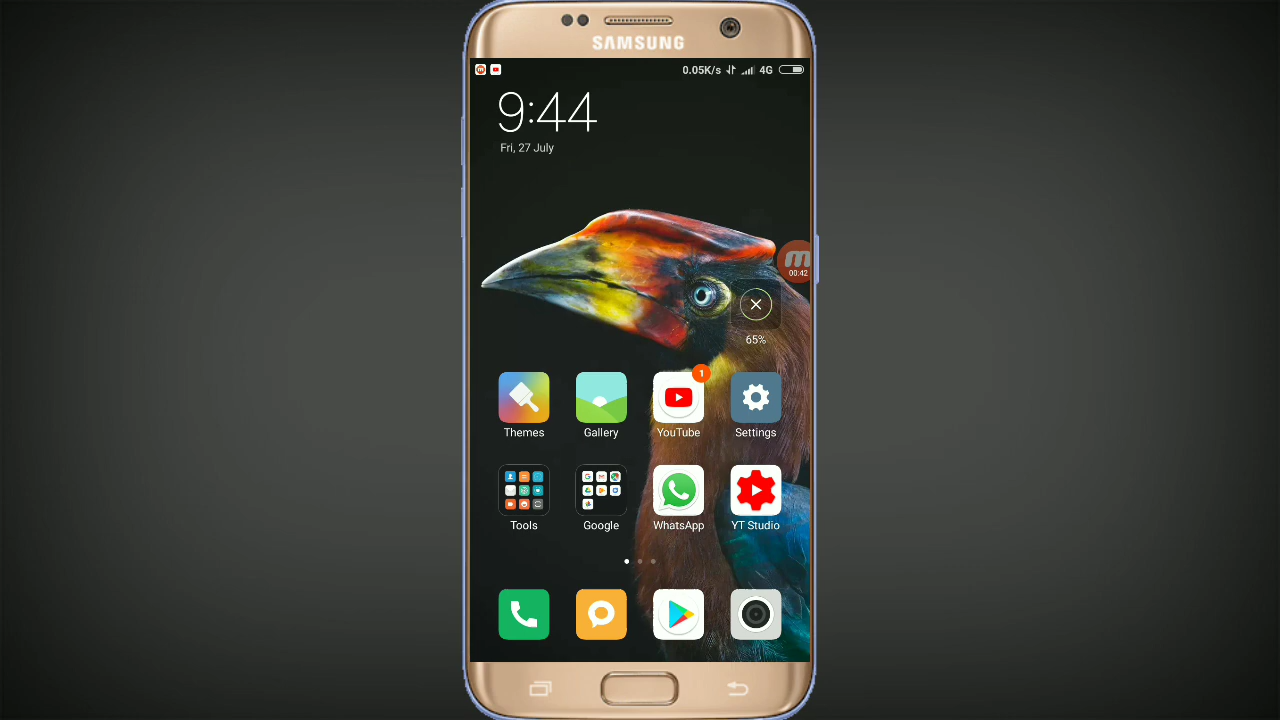 SAMSUNG
0.05K/s 4G
9:44
Fri, 27 July
00:42
65%
1
Themes Gallery YouTube Settings
Tools Google WhatsApp YT Studio